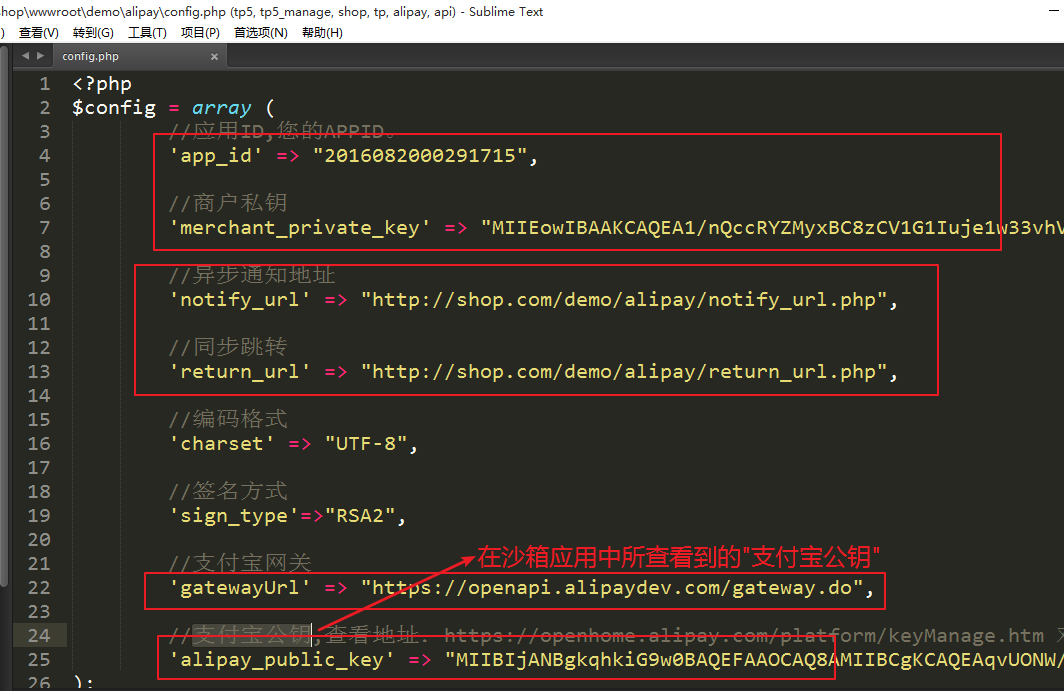 shop\wwwroot\demo\alipay\config.php (tp5, tp5_manage, shop, tp, alipay, api) - Sublime Text
) 查看(V) 转到(G) 工具(T) 项目(P) 首选项(N) 帮助(H)
config.php ×
1 <?php
2 $config = array (
3 //应用ID,您的APPID。
4 'app_id' => "2016082000291715",
5
6 //商户私钥
7 'merchant_private_key' => "MIIEowIBAAKCAQEA1/nQccRYZMyxBC8zCV1G1Iuje1w33vhV
8
9 //异步通知地址
10 'notify_url' => "http://shop.com/demo/alipay/notify_url.php",
11
12 //同步跳转
13 'return_url' => "http://shop.com/demo/alipay/return_url.php",
14
15 //编码格式
16 'charset' => "UTF-8",
17
18 //签名方式
19 'sign_type'=>"RSA2",
20
在沙箱应用中所查看到的"支付宝公钥"
21 //支付宝网关
22 'gatewayUrl' => "https://openapi.alipaydev.com/gateway.do",
23
24 //支付宝公钥,查看地址：https://openhome.alipay.com/platform/keyManage.htm
25 'alipay_public_key' => "MIIBIjANBgkqhkiG9w0BAQEFAAOCAQ8AMIIBCgKCAQEAqvUONW/
26 );